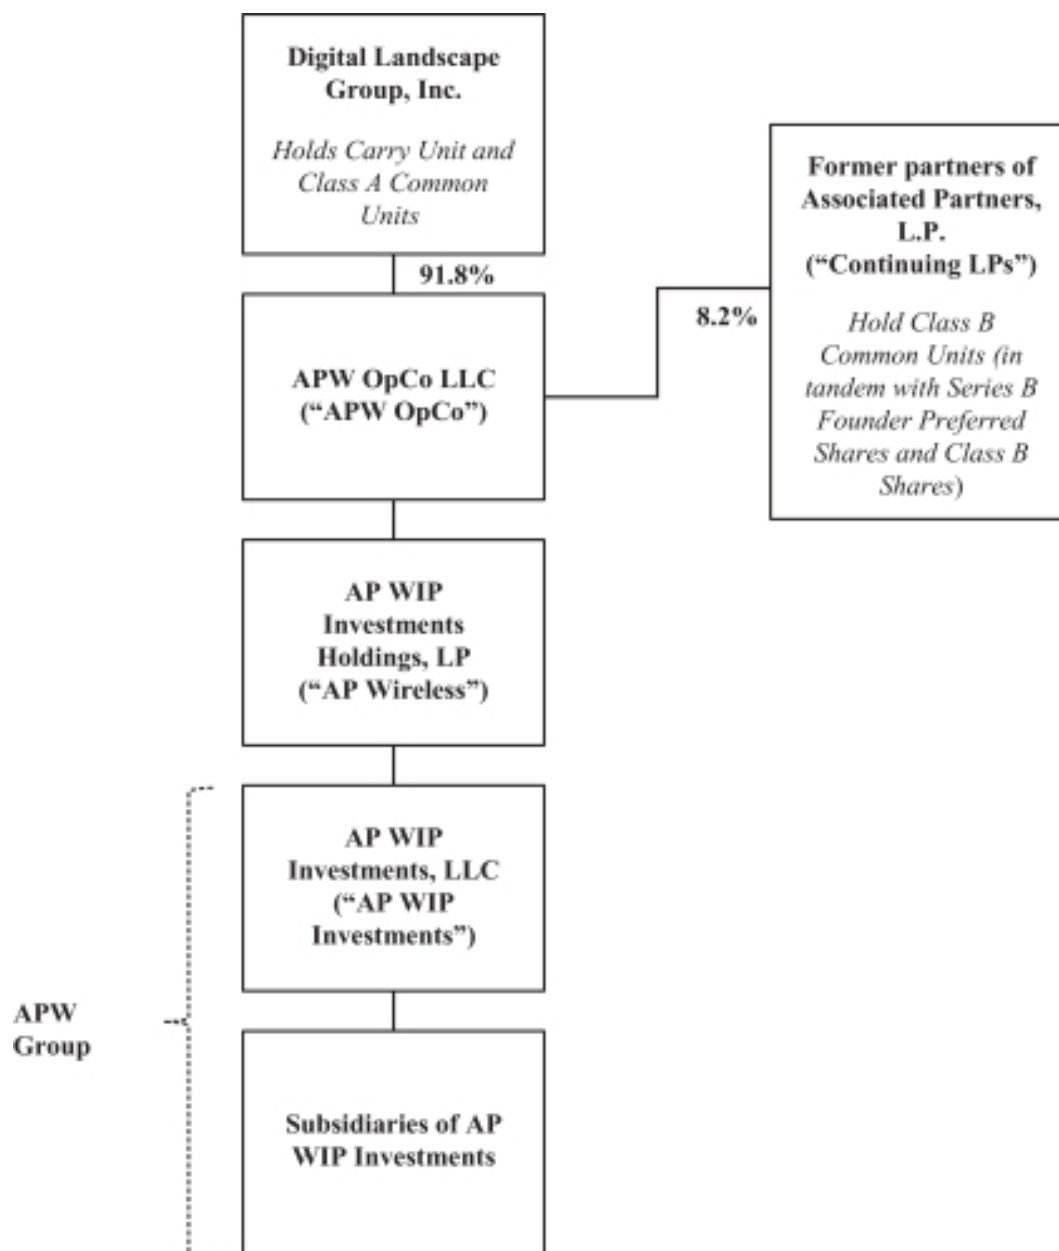 Digital Landscape
Group, Inc.
Holds Carry Unit and
Class A Common
Units
91.8%
Former partners of
Associated Partners,
L.P.
(“Continuing LPs”)
Hold Class B
Common Units (in
tandem with Series B
Founder Preferred
Shares and Class B
Shares)
8.2%
APW OpCo LLC
(“APW OpCo”)
AP WIP
Investments
Holdings, LP
(“AP Wireless”)
AP WIP
Investments, LLC
(“AP WIP
Investments”)
APW
Group
Subsidiaries of AP
WIP Investments